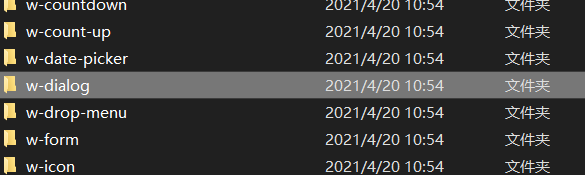 w-countdown 2021/4/20 10:54 文件夹
w-count-up 2021/4/20 10:54 文件夹
w-date-picker 2021/4/20 10:54 文件夹
w-dialog 2021/4/20 10:54 文件夹
w-drop-menu 2021/4/20 10:54 文件夹
w-form 2021/4/20 10:54 文件夹
w-icon 2021/4/20 10:54 文件夹